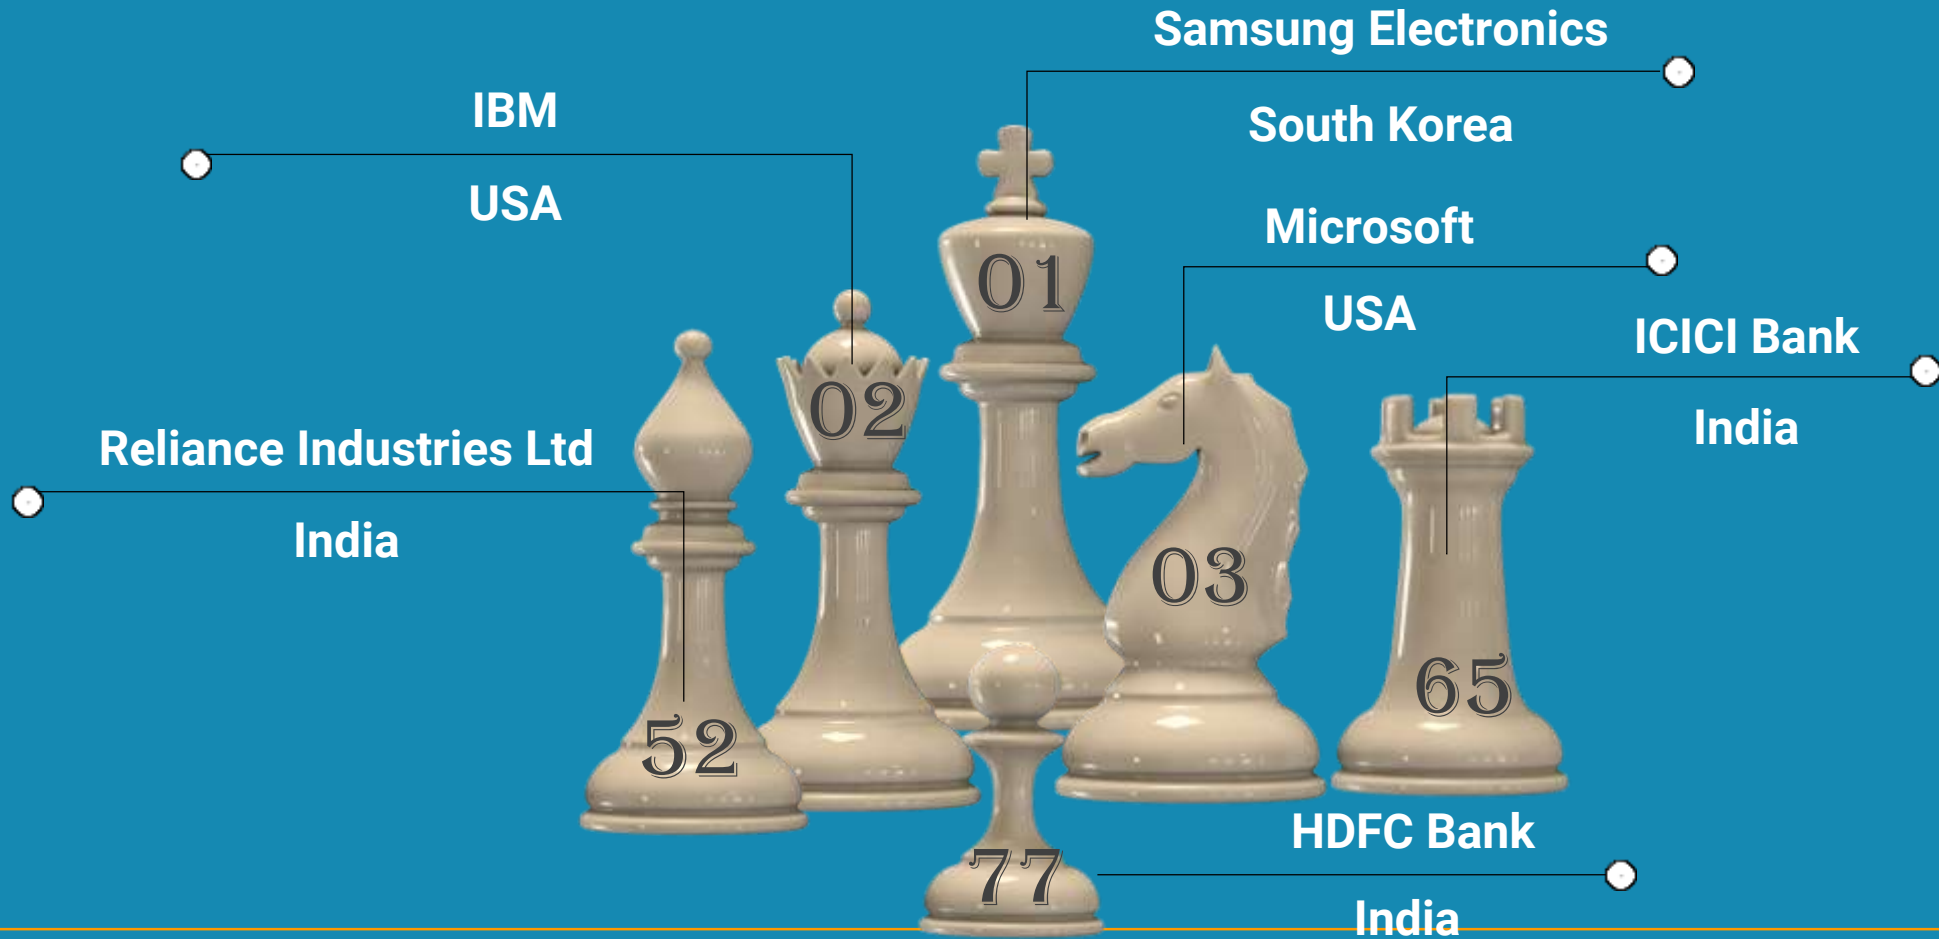 Samsung Electronics
South Korea
01
IBM
USA
02
Microsoft
USA
03
ICICI Bank
India
65
Reliance Industries Ltd
India
52
HDFC Bank
India
77